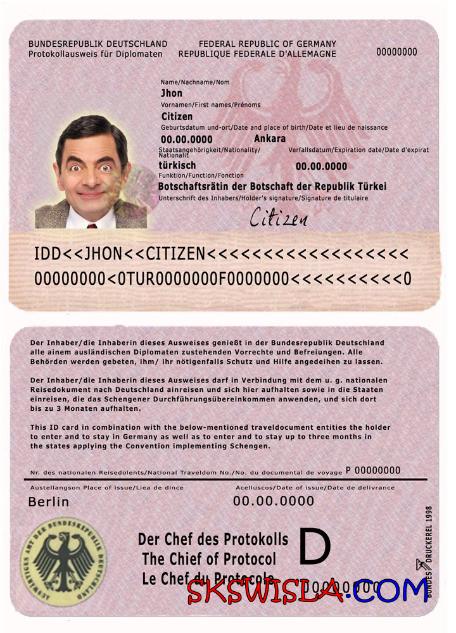 BUNDESREPUBLIK DEUTSCHLAND
Protokollausweis für Diplomaten
FEDERAL REPUBLIC OF GERMANY
REPUBLIQUE FEDERALE D'ALLEMAGNE
00000000
Name/Nachname/Nom
Jhon
Vornamen/First names/Prénoms
Citizen
Geburtsdatum und-ort/Date and place of birth/Date et lieu de naissance
00.00.0000 Ankara
Staatsangehörigkeit/Nationality/
Nationalit
Verfallsdatum/Expiration date/Date d'expirat
türkisch 00.00.0000
Funktion/Function/Fonction
Botschaftsrätin der Botschaft der Republik Türkei
Unterschrift des Inhabers/Holder's signature/Signature de titulaire
Citizen
IDD<<JHON<<CITIZEN<<<<<<<<<<<<<<<<<<
00000000<0TUR0000000F0000000<<<<<<<<<<0
Der Inhaber/die Inhaberin dieses Ausweises genießt in der Bundesrepublik Deutschland
alle einem ausländischen Diplomaten zustehenden Vorrechte und Befreiungen. Alle
Behörden werden gebeten, ihm/ ihr nötigenfalls Schutz und Hilfe angedeihen zu lassen.
Der Inhaber/die Inhaberin dieses Ausweises darf in Verbindung mit dem u. g. nationalen
Reisedokument nach Deutschland einreisen und sich hier aufhalten sowie in die Staaten
einreisen, die das Schengener Durchführungsübereinkommen anwenden, und sich dort
bis zu 3 Monaten aufhalten.
This ID card in combination with the below-mentioned traveldocument entities the holder
to enter and to stay in Germany as well as to enter and to stay up to three months in
the states applying the Convention implementing Schengen.
Nr. des nationalen Reisedolents/National Traveldom No./No. du documental de voyage P 00000000
Austellangson Place of issue/Lea de dince
Acelluscos/Date of issue/Date de delivrance
Berlin
00.00.0000
Der Chef des Protokolls
The Chief of Protocol
Le Chef du Protocole
D
SKSWISLA.COM
BUNDES DRUCKEREI 1998